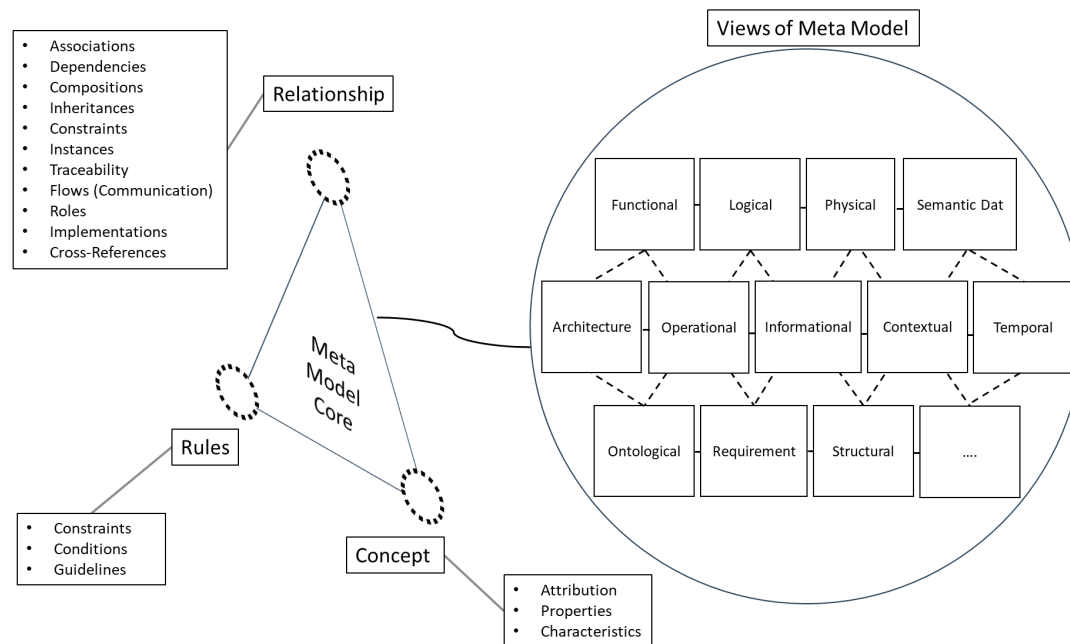 Views of Meta Model
Associations
Dependencies
Compositions
Inheritances
Constraints
Instances
Traceability
Flows (Communication)
Roles
Implementations
Cross-References
Relationship
Functional
Logical
Physical
Semantic Dat
Architecture
Operational
Informational
Contextual
Temporal
Ontological
Requirement
Structural
....
Meta
Model
Core
Rules
Constraints
Conditions
Guidelines
Concept
Attribution
Properties
Characteristics